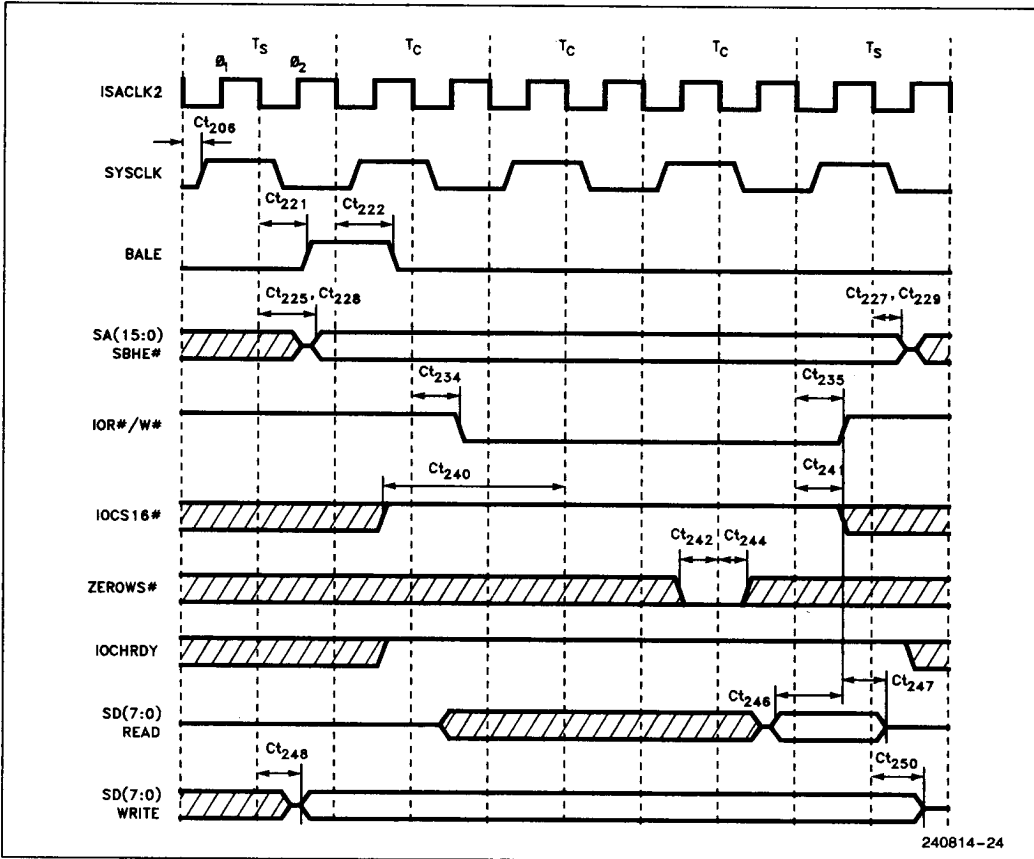 TS TC TC TC TS
Ø1 Ø2
ISACLK2
Ct206
SYSCLK
Ct221 Ct222
BALE
Ct225, Ct228 Ct227, Ct229
SA(15:0)
SBHE#
Ct234 Ct235
IOR#/W#
Ct240 Ct241
IOCS16#
Ct242 Ct244
ZEROWS#
IOCHRDY
Ct246 Ct247
SD(7:0)
READ
Ct248 Ct250
SD(7:0)
WRITE
240814-24